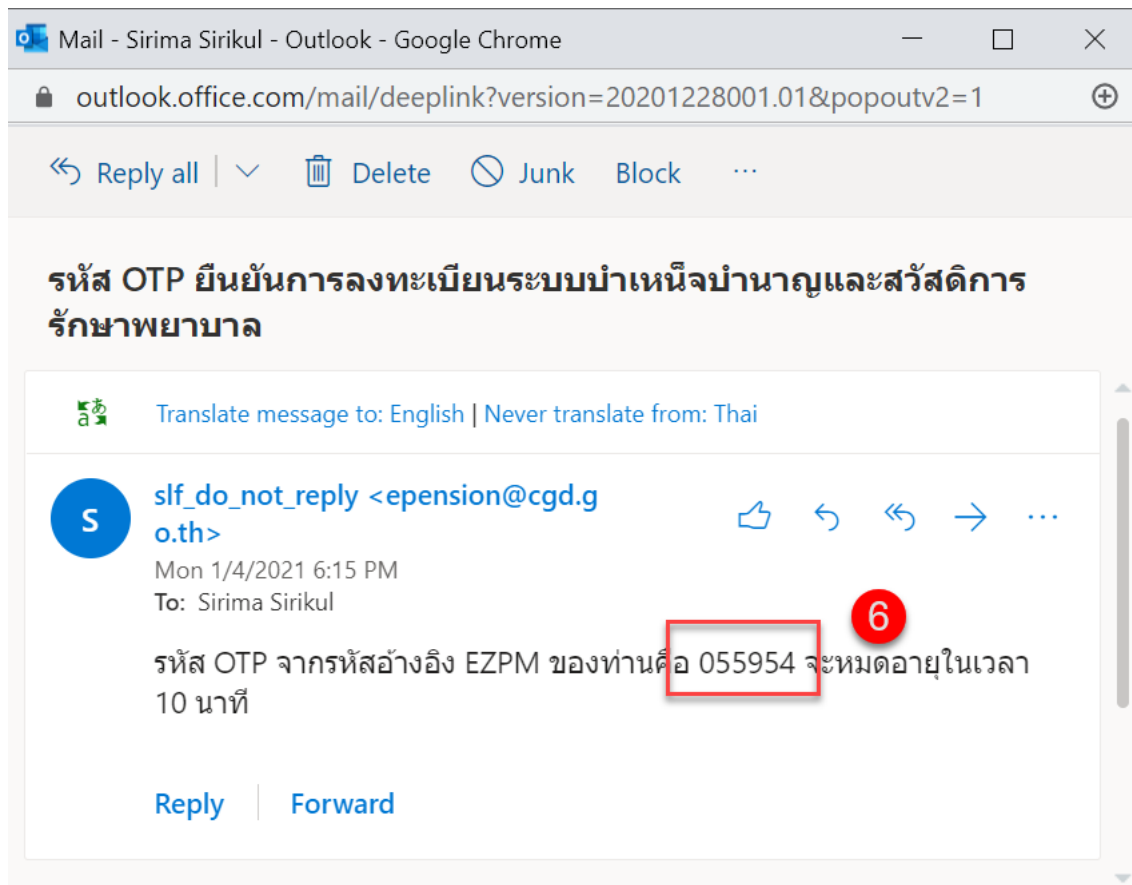 Mail - Sirima Sirikul - Outlook - Google Chrome
outlook.office.com/mail/deeplink?version=20201228001.01&popoutv2=1
Reply all Delete Junk Block ...
รหัส OTP ยืนยันการลงทะเบียนระบบบำเหน็จบำนาญและสวัสดิการ
รักษาพยาบาล
Translate message to: English | Never translate from: Thai
S
slf_do_not_reply <epension@cgd.g
o.th>
Mon 1/4/2021 6:15 PM
To: Sirima Sirikul
6
รหัส OTP จากรหัสอ้างอิง EZPM ของท่านคือ 055954 จะหมดอายุในเวลา
10 นาที
Reply Forward